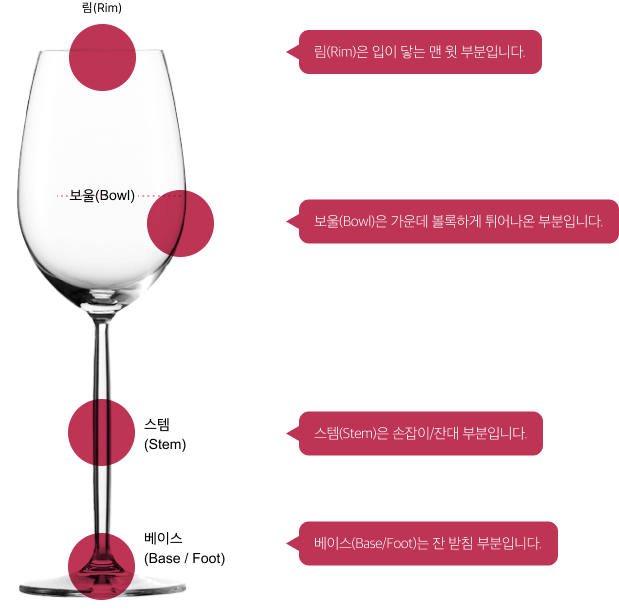 림(Rim)
림(Rim)은 입이 닿는 맨 윗 부분입니다.
보울(Bowl)
보울(Bowl)은 가운데 볼록하게 튀어나온 부분입니다.
스템
(Stem)
스템(Stem)은 손잡이/잔대 부분입니다.
베이스
(Base / Foot)
베이스(Base/Foot)는 잔 받침 부분입니다.